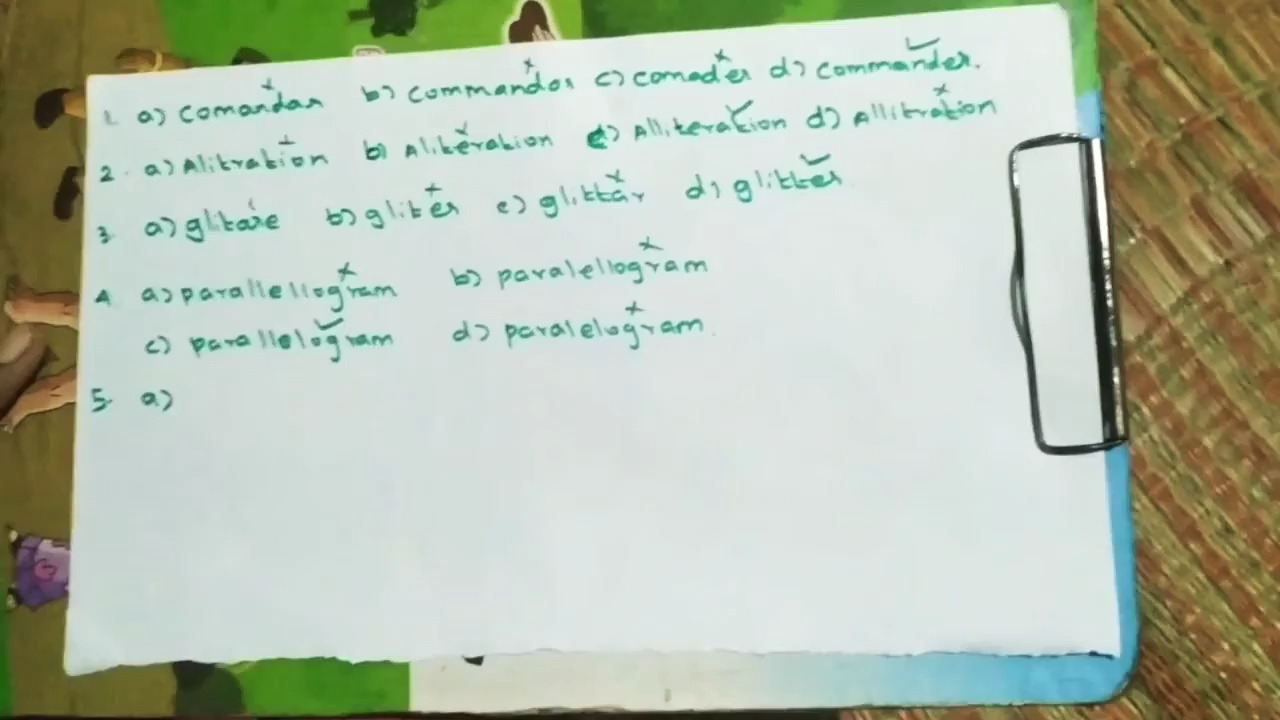 1. a) comandar b) commandor c) comader d) commander.
2. a) Alitration b) Aliteration c) Alliteration d) Allitration
3. a) glitare b) gliter c) glittar d) glitter
4 a) parallellogram b) paralellogram
c) parallelogram d) paralelogram.
5. a)